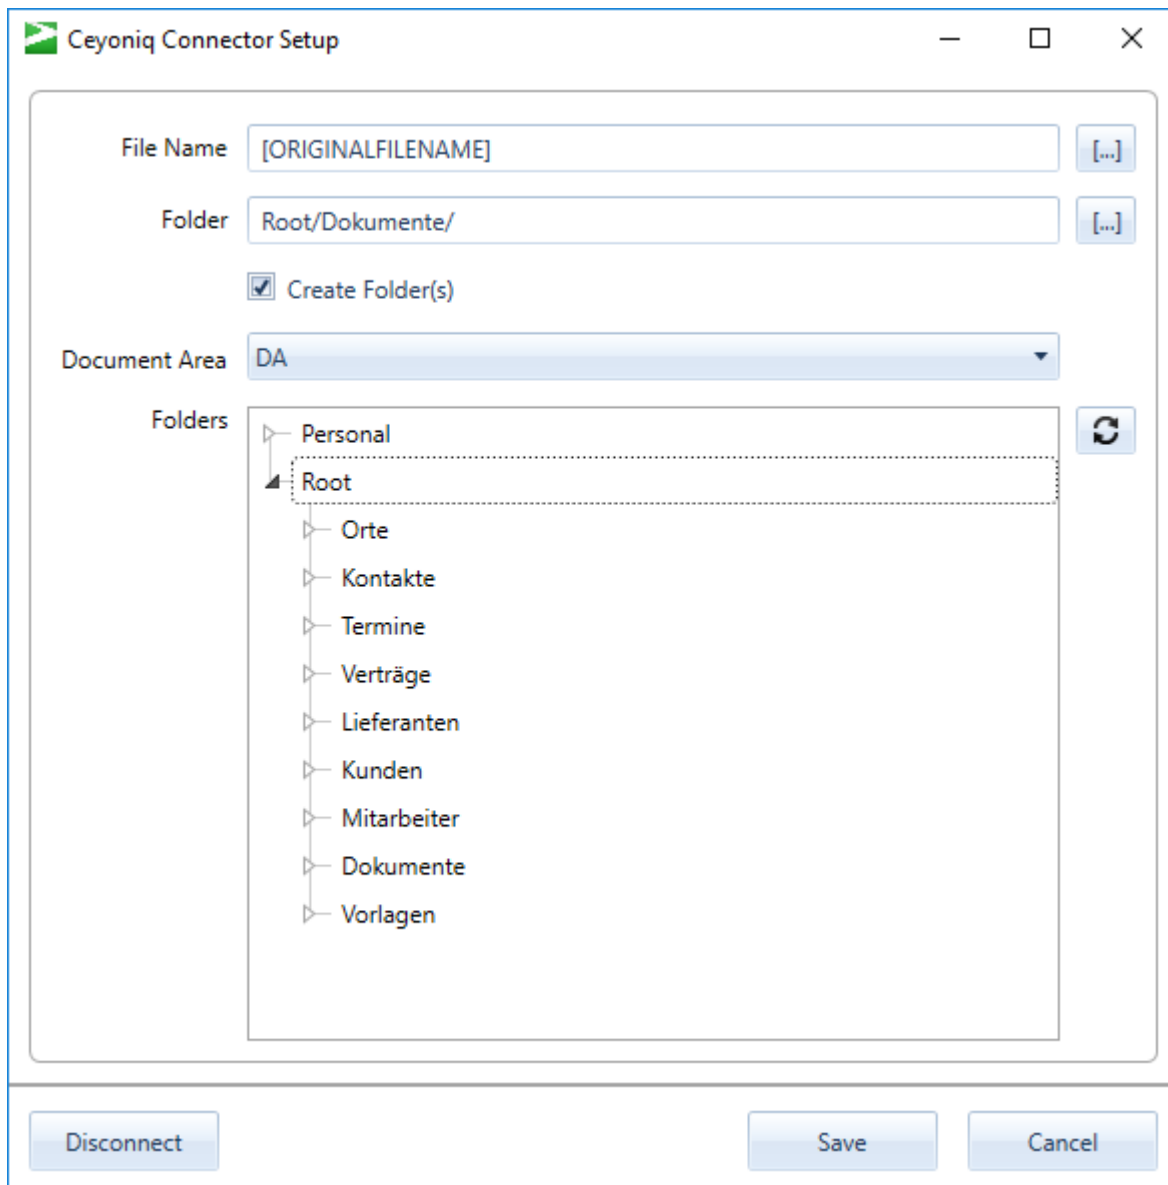 Ceyoniq Connector Setup
File Name [ORIGINALFILENAME] [...]
Folder Root/Dokumente/ [...]
Create Folder(s)
Document Area DA
Folders
Personal
Root
Orte
Kontakte
Termine
Verträge
Lieferanten
Kunden
Mitarbeiter
Dokumente
Vorlagen
Disconnect Save Cancel